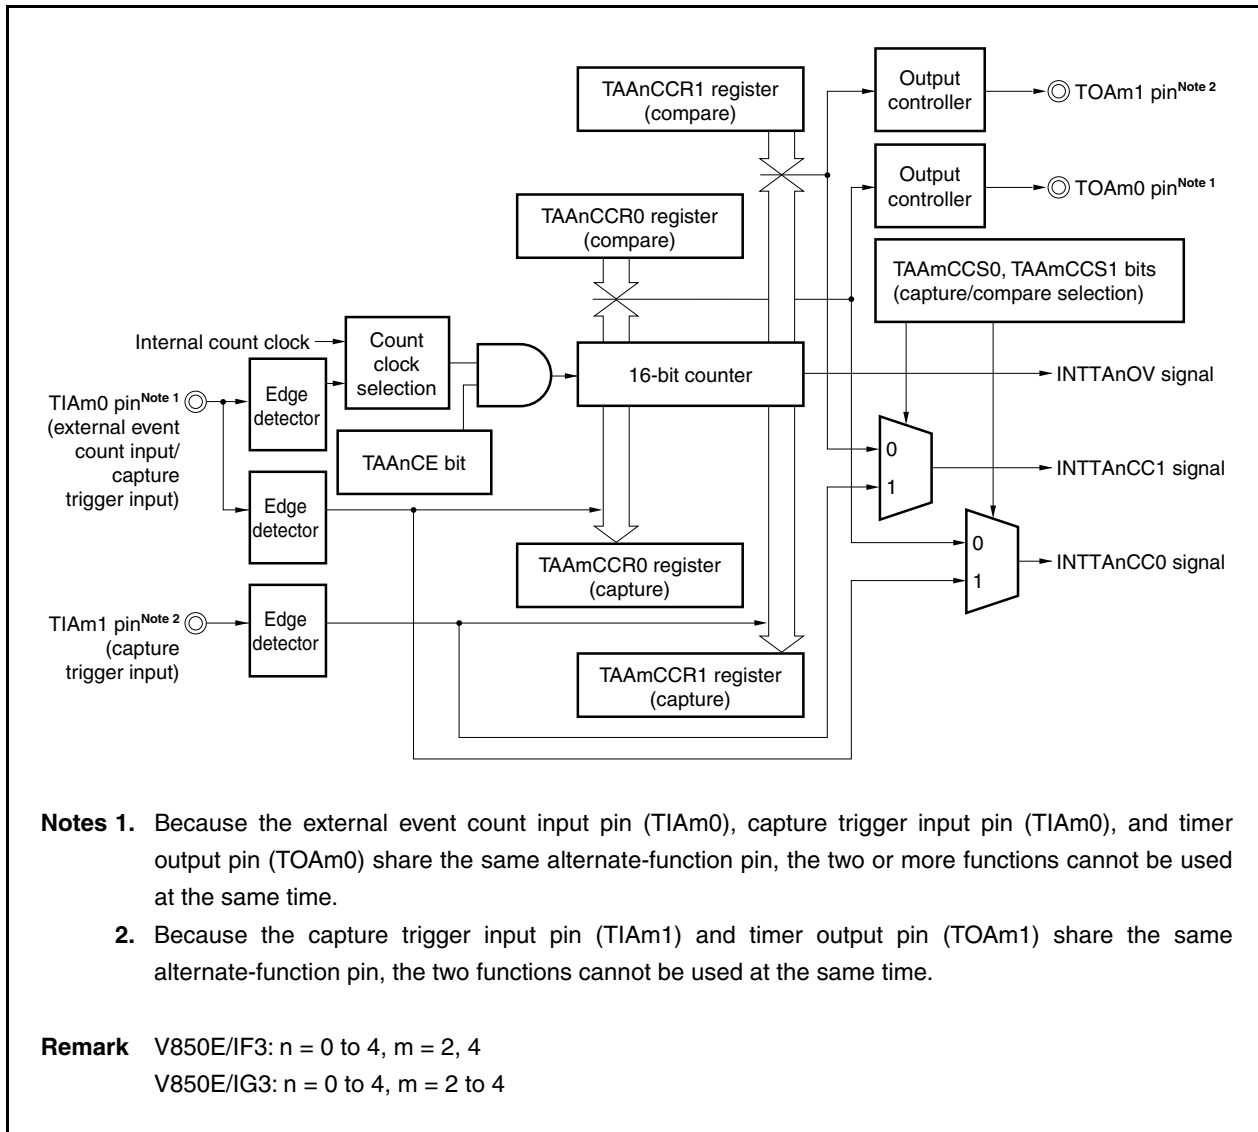 TAAnCCR1 register
(compare)
Output
controller
TOAm1 pinNote 2
Output
controller
TOAm0 pinNote 1
TAAnCCR0 register
(compare)
TAAmCCS0, TAAmCCS1 bits
(capture/compare selection)
Internal count clock
Count
clock
selection
16-bit counter
INTTAnOV signal
TIAm0 pinNote 1
(external event
count input/
capture
trigger input)
Edge
detector
TAAnCE bit
0
1
INTTAnCC1 signal
Edge
detector
TAAmCCR0 register
(capture)
0
1
INTTAnCC0 signal
TIAm1 pinNote 2
(capture
trigger input)
Edge
detector
TAAmCCR1 register
(capture)
Notes 1. Because the external event count input pin (TIAm0), capture trigger input pin (TIAm0), and timer
output pin (TOAm0) share the same alternate-function pin, the two or more functions cannot be used
at the same time.
2. Because the capture trigger input pin (TIAm1) and timer output pin (TOAm1) share the same
alternate-function pin, the two functions cannot be used at the same time.
Remark V850E/IF3: n = 0 to 4, m = 2, 4
V850E/IG3: n = 0 to 4, m = 2 to 4